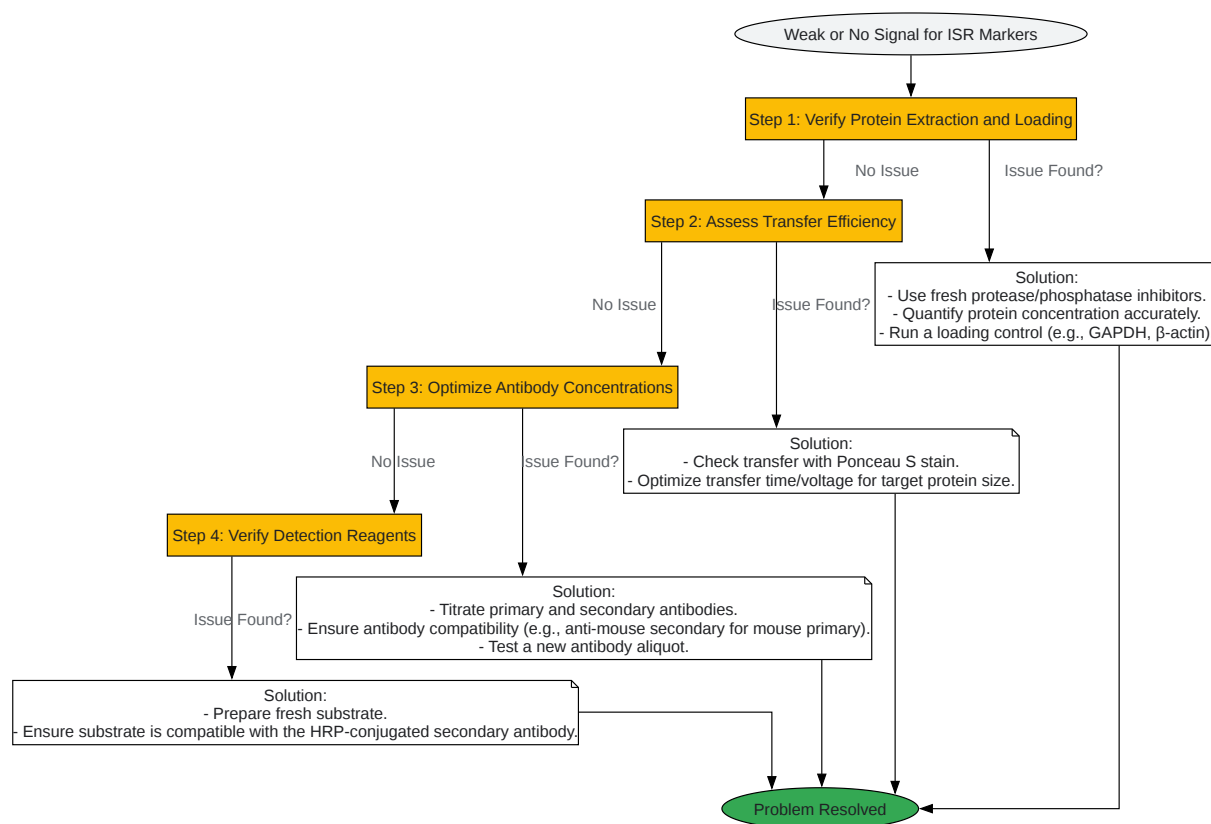 Weak or No Signal for ISR Markers
Step 1: Verify Protein Extraction and Loading
No Issue
Issue Found?
Step 2: Assess Transfer Efficiency
Solution:
- Use fresh protease/phosphatase inhibitors.
- Quantify protein concentration accurately.
- Run a loading control (e.g., GAPDH, β-actin)
No Issue
Issue Found?
Step 3: Optimize Antibody Concentrations
Solution:
- Check transfer with Ponceau S stain.
- Optimize transfer time/voltage for target protein size.
No Issue
Issue Found?
Step 4: Verify Detection Reagents
Solution:
- Titrate primary and secondary antibodies.
- Ensure antibody compatibility (e.g., anti-mouse secondary for mouse primary).
- Test a new antibody aliquot.
Issue Found?
Solution:
- Prepare fresh substrate.
- Ensure substrate is compatible with the HRP-conjugated secondary antibody.
Problem Resolved